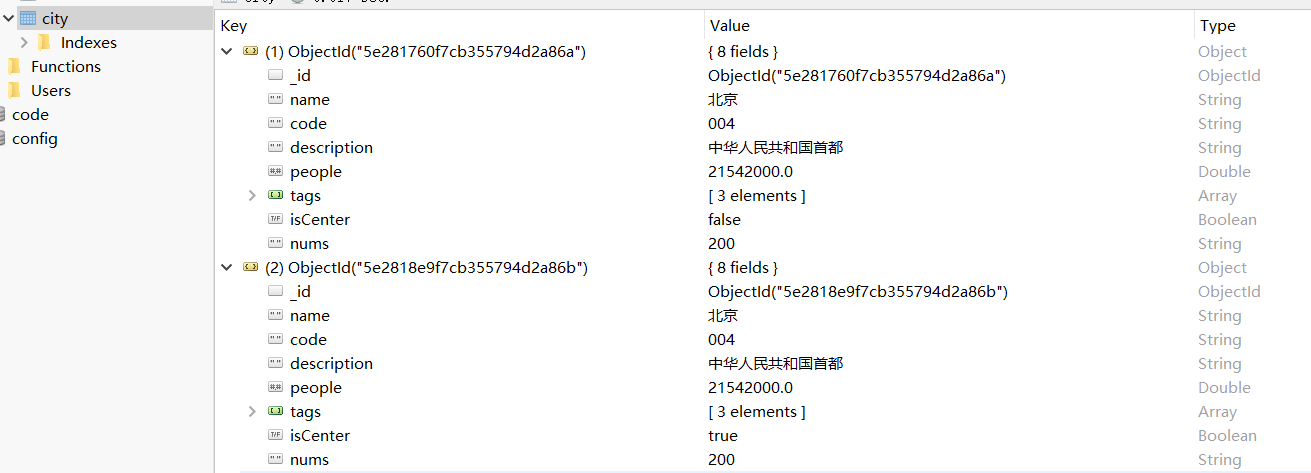 city
Indexes
Functions
Users
code
config
Key Value Type
(1) ObjectId("5e281760f7cb355794d2a86a") { 8 fields } Object
_id ObjectId("5e281760f7cb355794d2a86a") ObjectId
name 北京 String
code 004 String
description 中华人民共和国首都 String
people 21542000.0 Double
tags [ 3 elements ] Array
isCenter false Boolean
nums 200 String
(2) ObjectId("5e2818e9f7cb355794d2a86b") { 8 fields } Object
_id ObjectId("5e2818e9f7cb355794d2a86b") ObjectId
name 北京 String
code 004 String
description 中华人民共和国首都 String
people 21542000.0 Double
tags [ 3 elements ] Array
isCenter true Boolean
nums 200 String